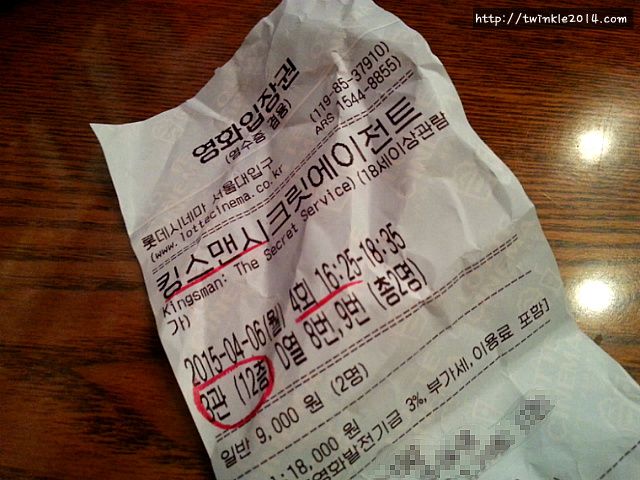 http://twinkle2014.com
영화입장권
(영수증 겸용)
(119-85-37910)
ARS 1544-8855)
롯데시네마 서울대입구
(www.lottecinema.co.kr
킹스맨시크릿에이전트
Kingsman: The Secret Service)(18세이상관람
가)
2015-04-06(월) 4회 16:25-18:35
3관 (12층 0열 8번,9번 (총2명)
일반 9,000 원 (2명)
:18,000 원
영화발전기금 3%,부가세,이용료 포함]